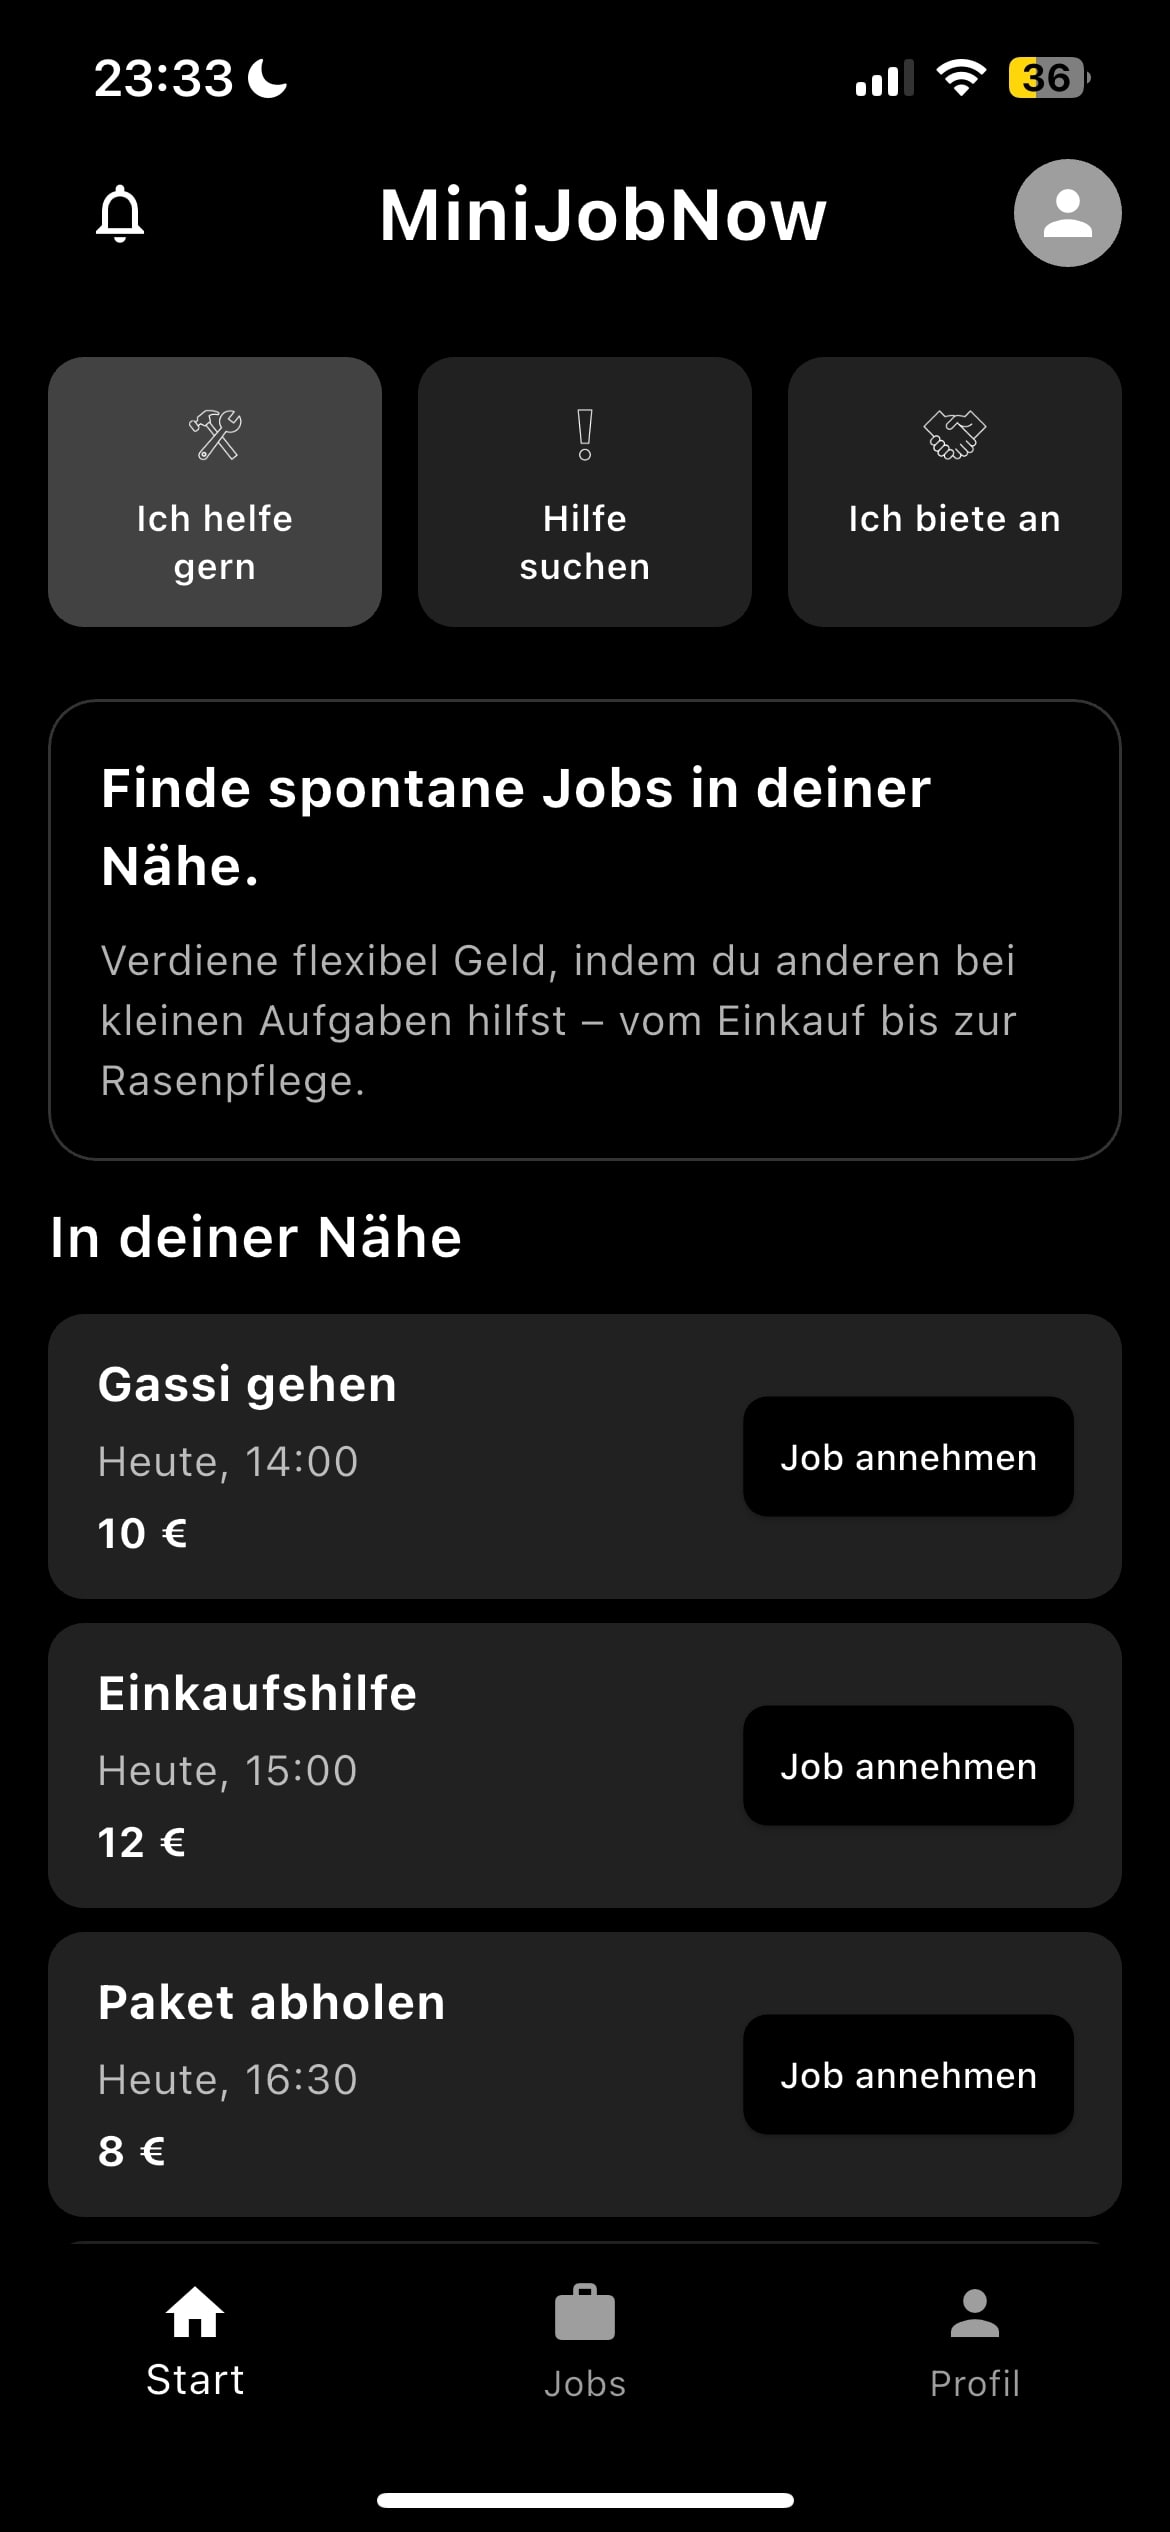 23:33
36
MiniJobNow
Ich helfe
gern
Hilfe
suchen
Ich biete an
Finde spontane Jobs in deiner
Nähe.
Verdiene flexibel Geld, indem du anderen bei
kleinen Aufgaben hilfst – vom Einkauf bis zur
Rasenpflege.
In deiner Nähe
Gassi gehen
Heute, 14:00
10 €
Job annehmen
Einkaufshilfe
Heute, 15:00
12 €
Job annehmen
Paket abholen
Heute, 16:30
8 €
Job annehmen
Start
Jobs
Profil